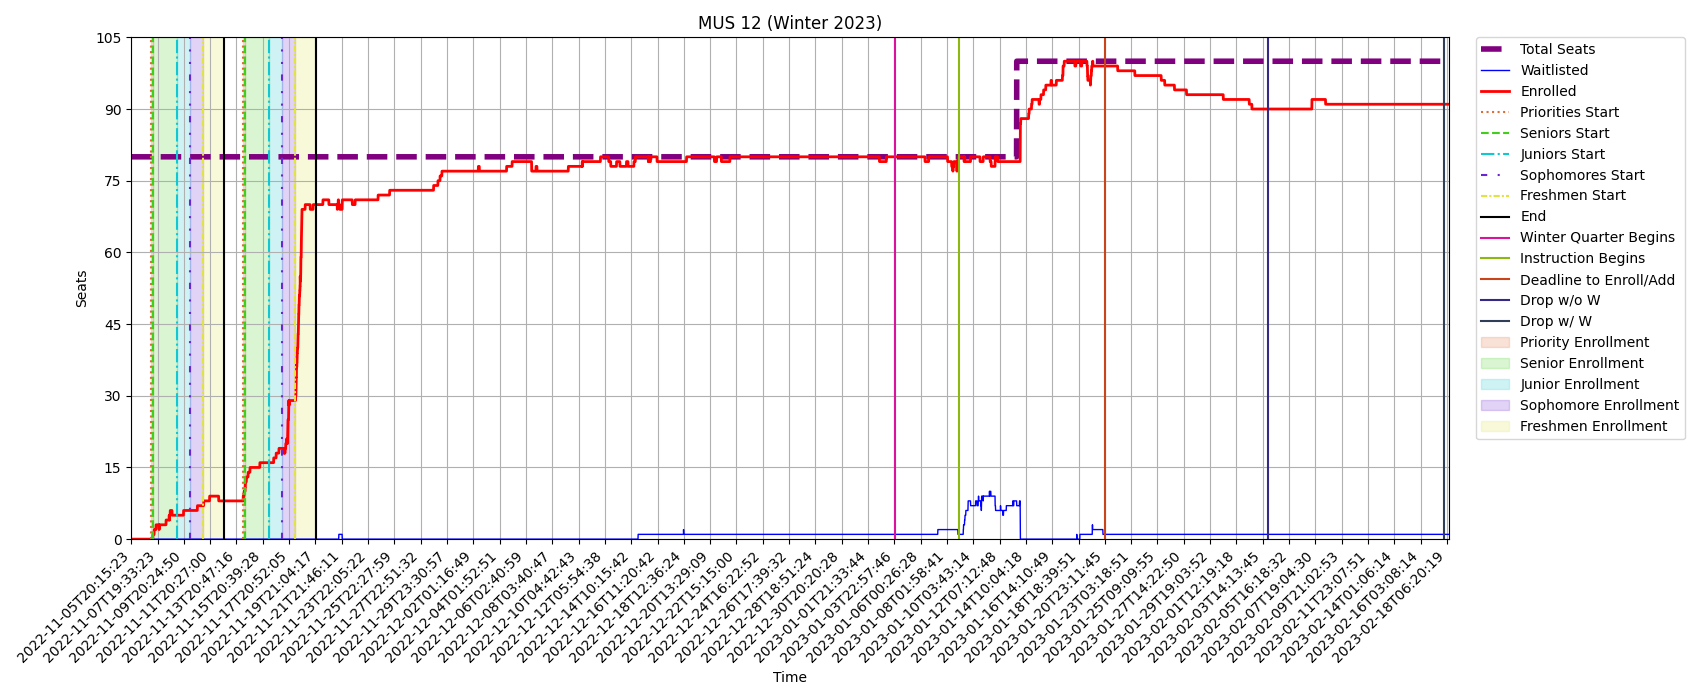 MUS 12 (Winter 2023)
105
90
75
60
45
30
15
0
Seats
2022-11-05T20:15:23
2022-11-07T19:33:23
2022-11-09T20:24:50
2022-11-11T20:27:00
2022-11-13T20:47:16
2022-11-15T20:39:28
2022-11-17T20:52:05
2022-11-19T21:04:17
2022-11-21T21:46:11
2022-11-23T22:05:22
2022-11-25T22:27:59
2022-11-27T22:51:32
2022-11-29T23:30:57
2022-12-02T01:16:49
2022-12-04T01:52:51
2022-12-06T02:40:59
2022-12-08T03:40:47
2022-12-10T04:42:43
2022-12-12T05:54:38
2022-12-14T10:15:42
2022-12-16T11:20:42
2022-12-18T12:36:24
2022-12-20T13:29:09
2022-12-22T15:15:00
2022-12-24T16:22:52
2022-12-26T17:39:32
2022-12-28T18:51:24
2022-12-30T20:20:28
2023-01-01T21:33:44
2023-01-03T22:57:46
2023-01-06T00:26:28
2023-01-08T01:58:41
2023-01-10T03:43:14
2023-01-12T07:12:48
2023-01-14T10:04:18
2023-01-16T14:10:49
2023-01-18T18:39:51
2023-01-20T23:11:45
2023-01-23T03:18:51
2023-01-25T09:09:55
2023-01-27T14:22:50
2023-01-29T19:03:52
2023-02-01T12:19:18
2023-02-03T14:13:45
2023-02-05T16:18:32
2023-02-07T19:04:30
2023-02-09T21:02:53
2023-02-11T23:07:51
2023-02-14T01:06:14
2023-02-16T03:08:14
2023-02-18T06:20:19
Time
Total Seats
Waitlisted
Enrolled
Priorities Start
Seniors Start
Juniors Start
Sophomores Start
Freshmen Start
End
Winter Quarter Begins
Instruction Begins
Deadline to Enroll/Add
Drop w/o W
Drop w/ W
Priority Enrollment
Senior Enrollment
Junior Enrollment
Sophomore Enrollment
Freshmen Enrollment